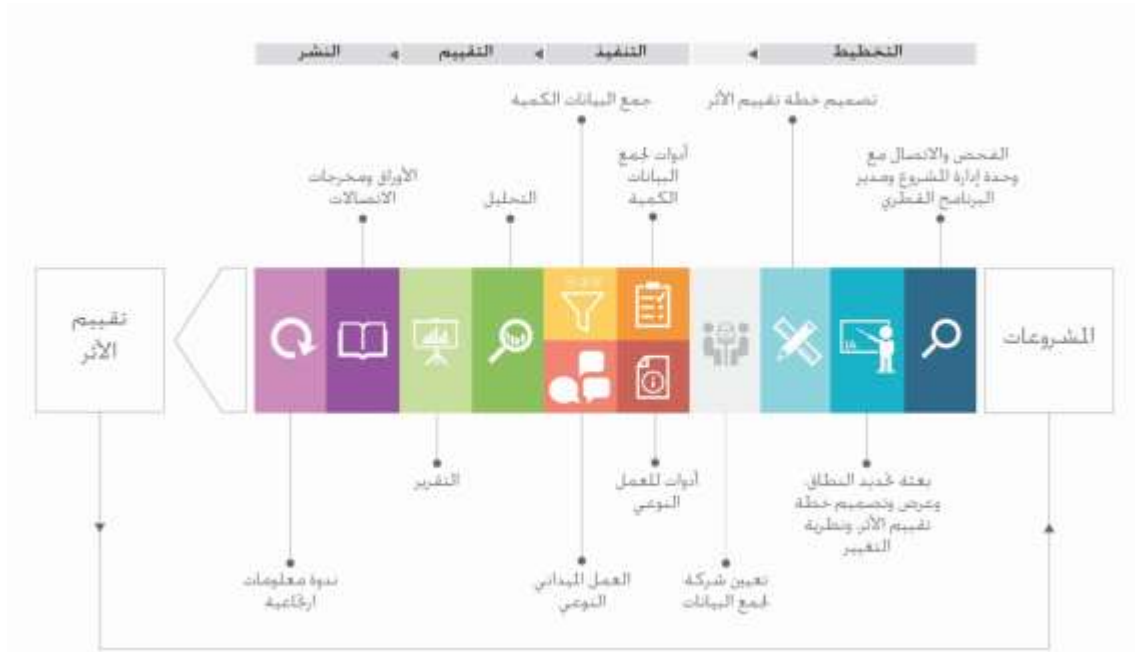 التخطيط
التنفيذ
التقييم
النشر
تصميم خطة تقييم الأثر
جمع البيانات الكمية
الفحص والاتصال مع
وحدة إدارة المشروع ومدير
البرنامج القطري
أدوات لجمع
البيانات
الكمية
التحليل
الأوراق ومخرجات
الاتصالات
المشروعات
IA
تقييم
الأثر
بعثة تحديد النطاق
وعرض وتصميم خطة
تقييم الأثر ونظرية
التغيير
أدوات للعمل
النوعي
التقرير
تعيين شركة
لجمع البيانات
العمل الميداني
النوعي
ندوة معلومات
ارتجاعية